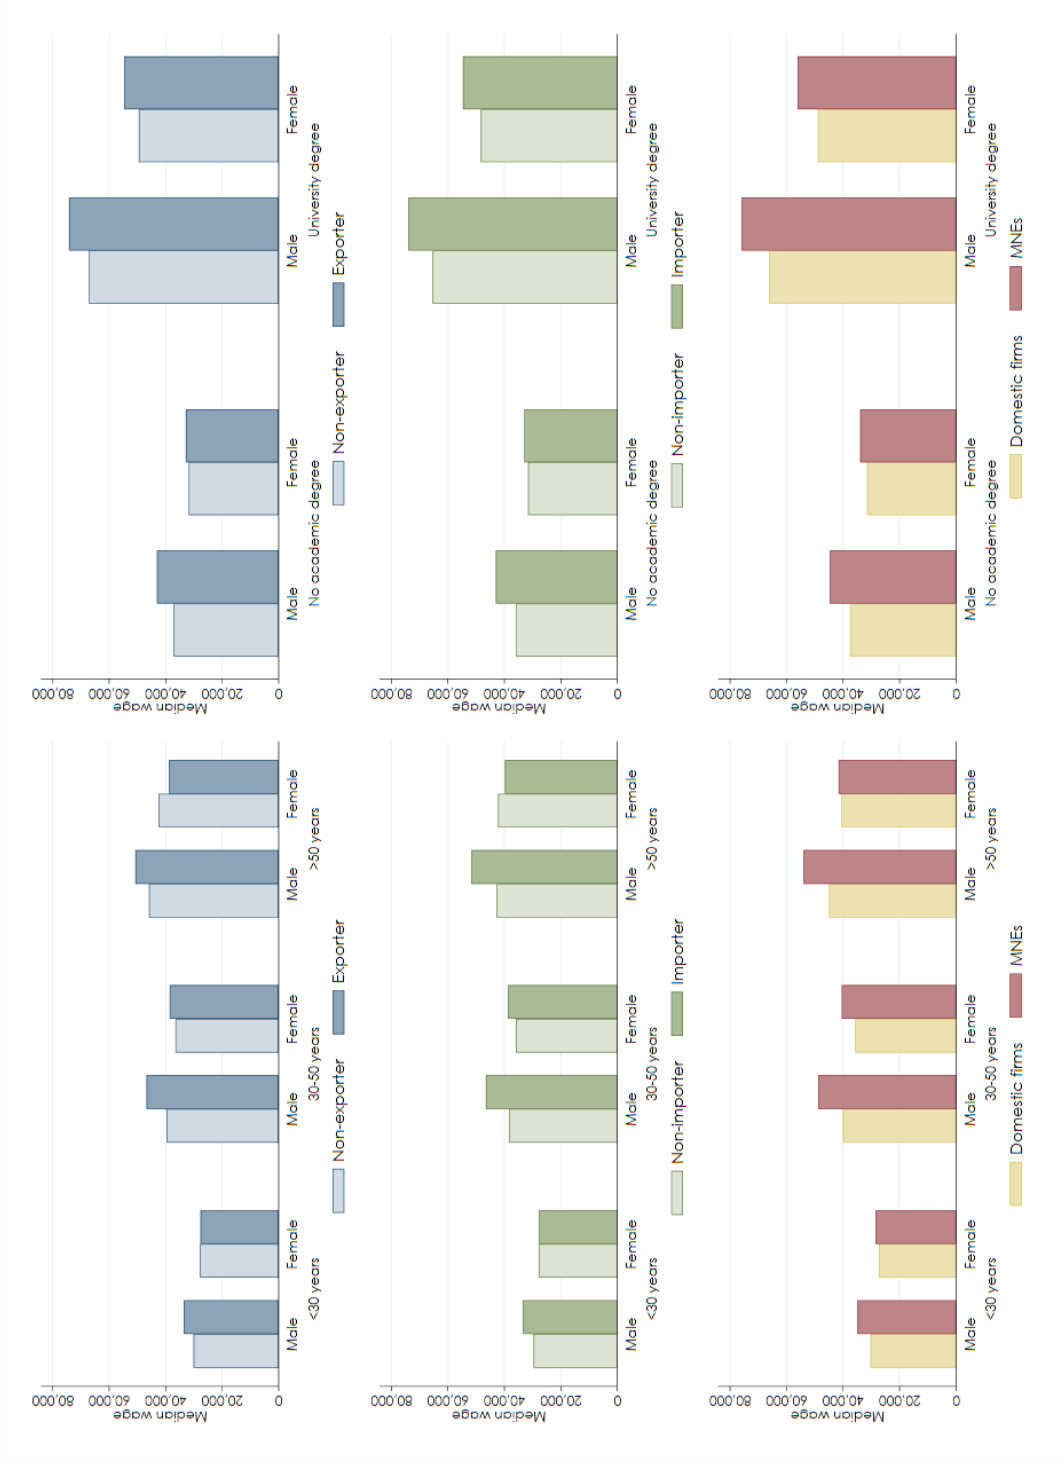 Median wage
80,000
60,000
40,000
20,000
0
Male Female Male Female Male Female
<30 years 30-50 years >50 years
Non-exporter Exporter
Median wage
80,000
60,000
40,000
20,000
0
Male Female Male Female
No academic degree University degree
Non-exporter Exporter
Median wage
80,000
60,000
40,000
20,000
0
Male Female Male Female Male Female
<30 years 30-50 years >50 years
Non-importer Importer
Median wage
80,000
60,000
40,000
20,000
0
Male Female Male Female
No academic degree University degree
Non-importer Importer
Median wage
80,000
60,000
40,000
20,000
0
Male Female Male Female Male Female
<30 years 30-50 years >50 years
Domestic firms MNEs
Median wage
80,000
60,000
40,000
20,000
0
Male Female Male Female
No academic degree University degree
Domestic firms MNEs